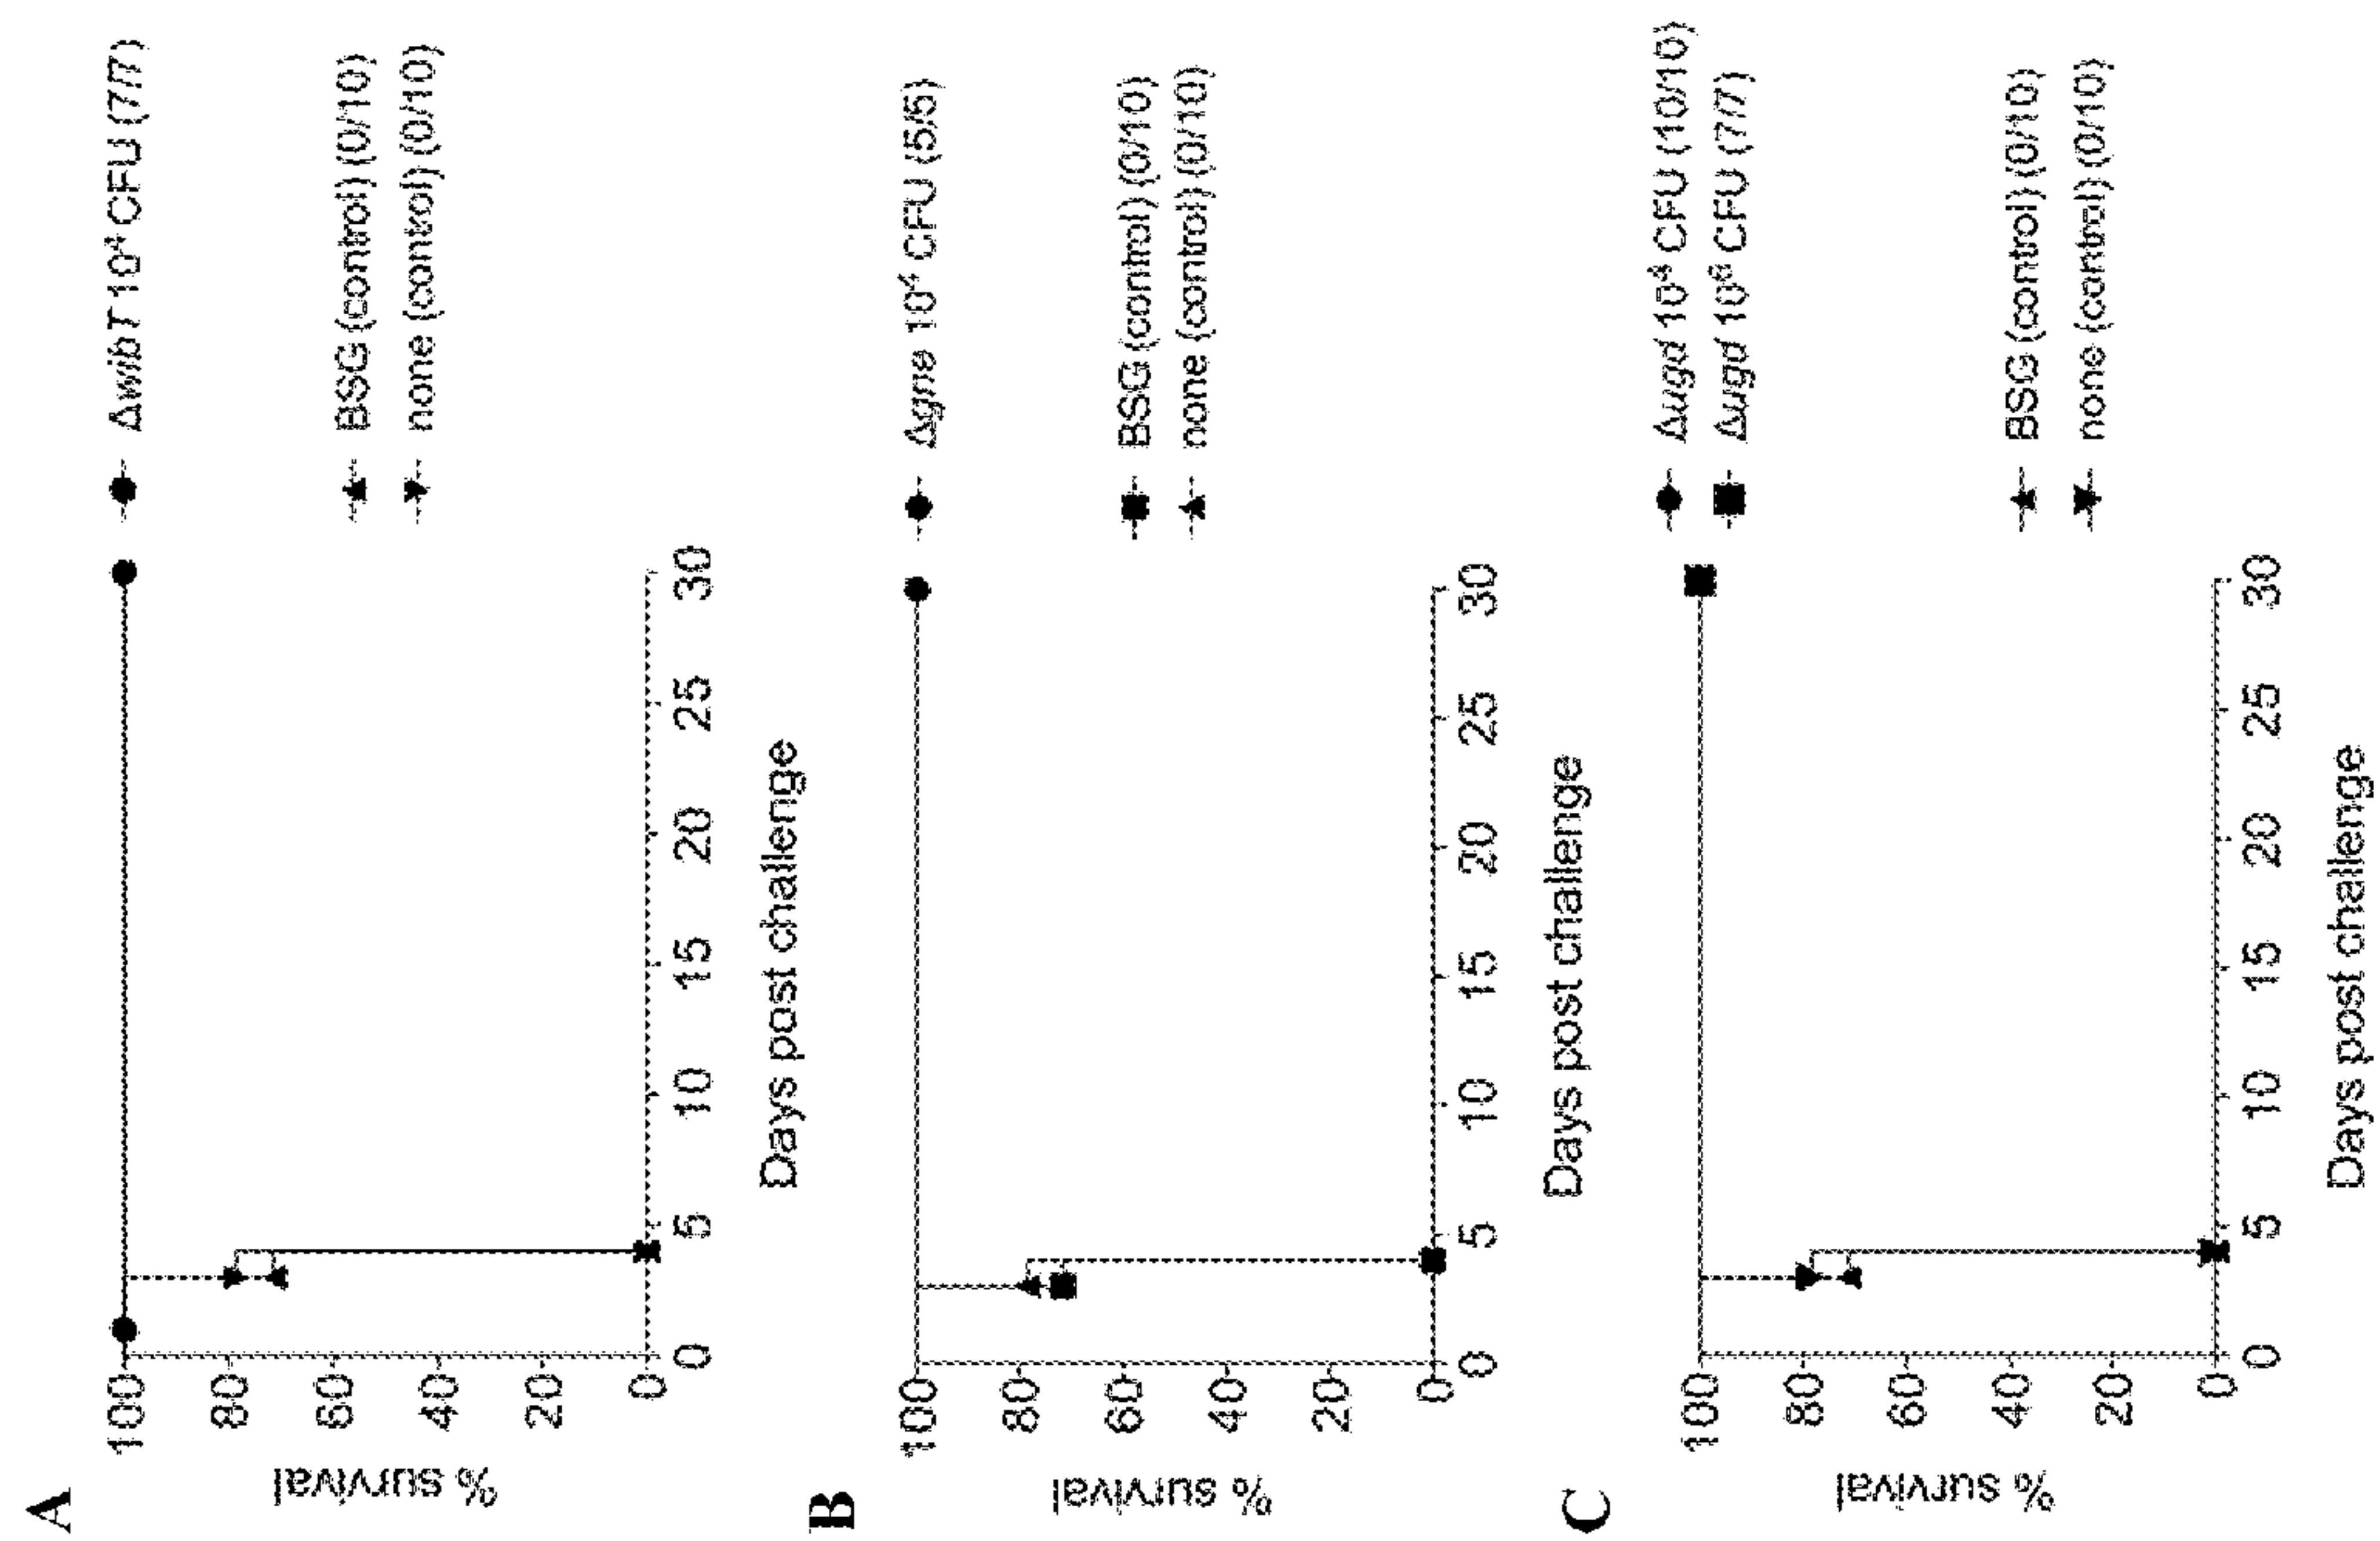 A
% survival
100
80
60
40
20
0
0 5 10 15 20 25 30
Days post challenge
ΔwibT 10⁴ CFU (7/7)
BSG (control) (0/10)
none (control) (0/10)
B
% survival
100
80
60
40
20
0
0 5 10 15 20 25 30
Days post challenge
Δgne 10⁴ CFU
BSG (control) (0/10)
none (control) (0/10)
C
% survival
100
80
60
40
20
0
0 5 10 15 20 25 30
Days post challenge
Δugd CFU (10/10)
Δugd CFU (7/7)
BSG (control) (0/10)
none (control) (0/10)